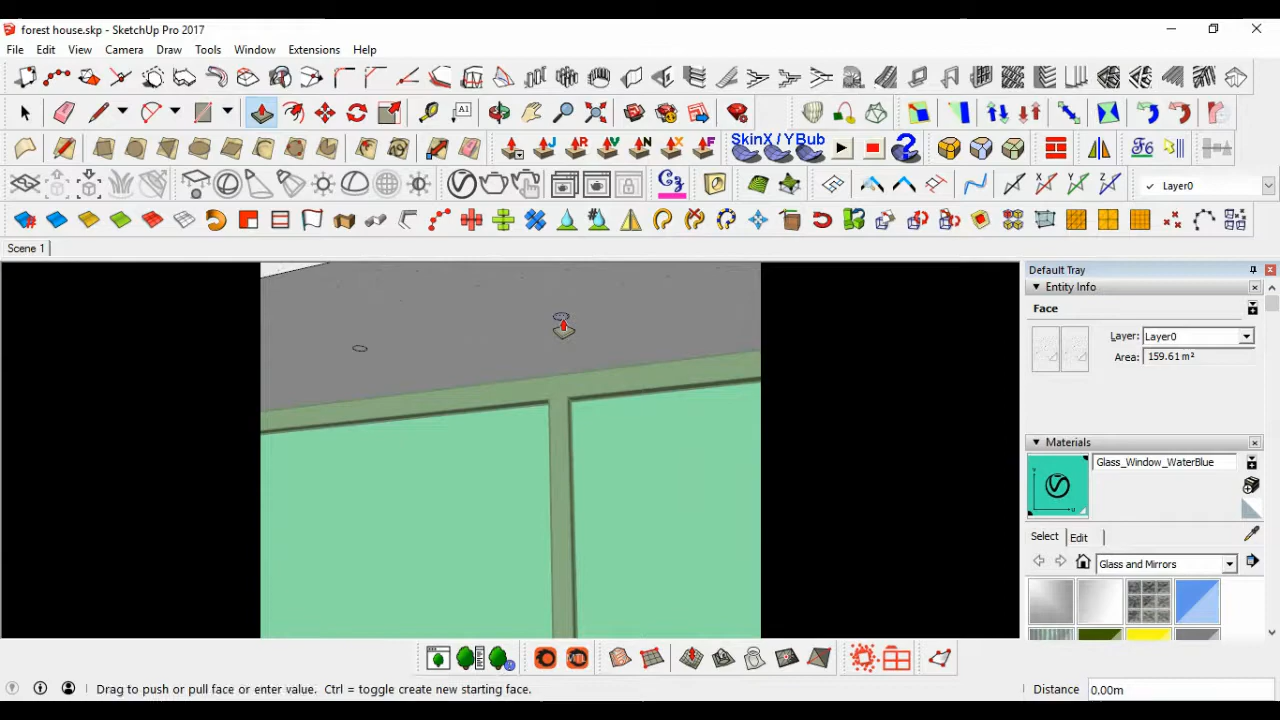 forest house.skp - SketchUp Pro 2017
File Edit View Camera Draw Tools Window Extensions Help
A1
J R V N X F SkinX / YBub ? F6
Layer0
Scene 1
Default Tray
Entity Info
Face
Layer: Layer0
Area: 159.61 m²
Materials
Glass_Window_WaterBlue
Select Edit
Glass and Mirrors
Drag to push or pull face or enter value. Ctrl = toggle create new starting face.
Distance 0.00m